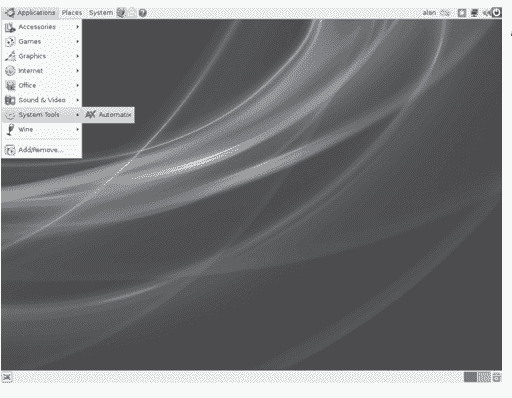 Applications Places System alan
Accessories
Games
Graphics
Internet
Office
Sound & Video
System Tools Automatix
Wine
Add/Remove...